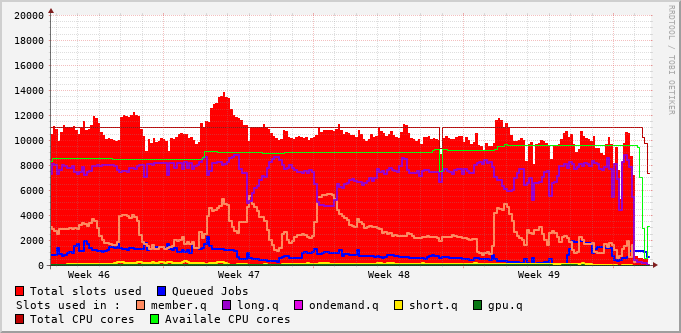 20000
18000
16000
14000
12000
10000
8000
6000
4000
2000
0
RRDTOOL / TOBI OETIKER
Week 46 Week 47 Week 48 Week 49
Total slots used Queued Jobs
Slots used in : member.q long.q ondemand.q short.q gpu.q
Total CPU cores Availale CPU cores